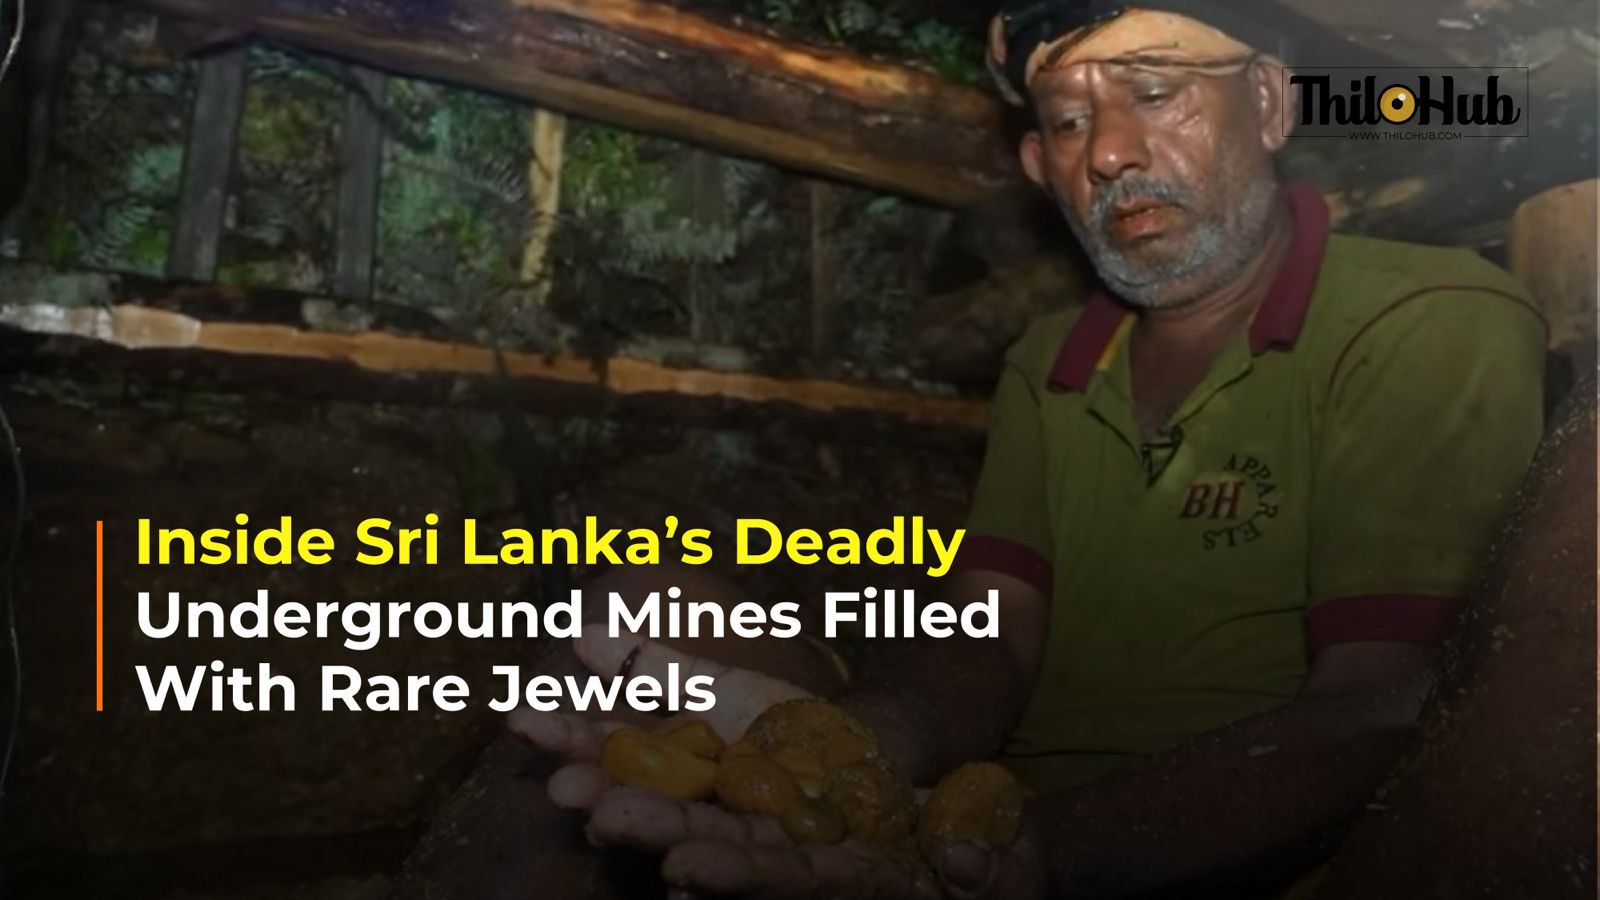 ThiloHub
WWW.THILOHUB.COM
APPARELS
BH
Inside Sri Lanka’s Deadly
Underground Mines Filled
With Rare Jewels